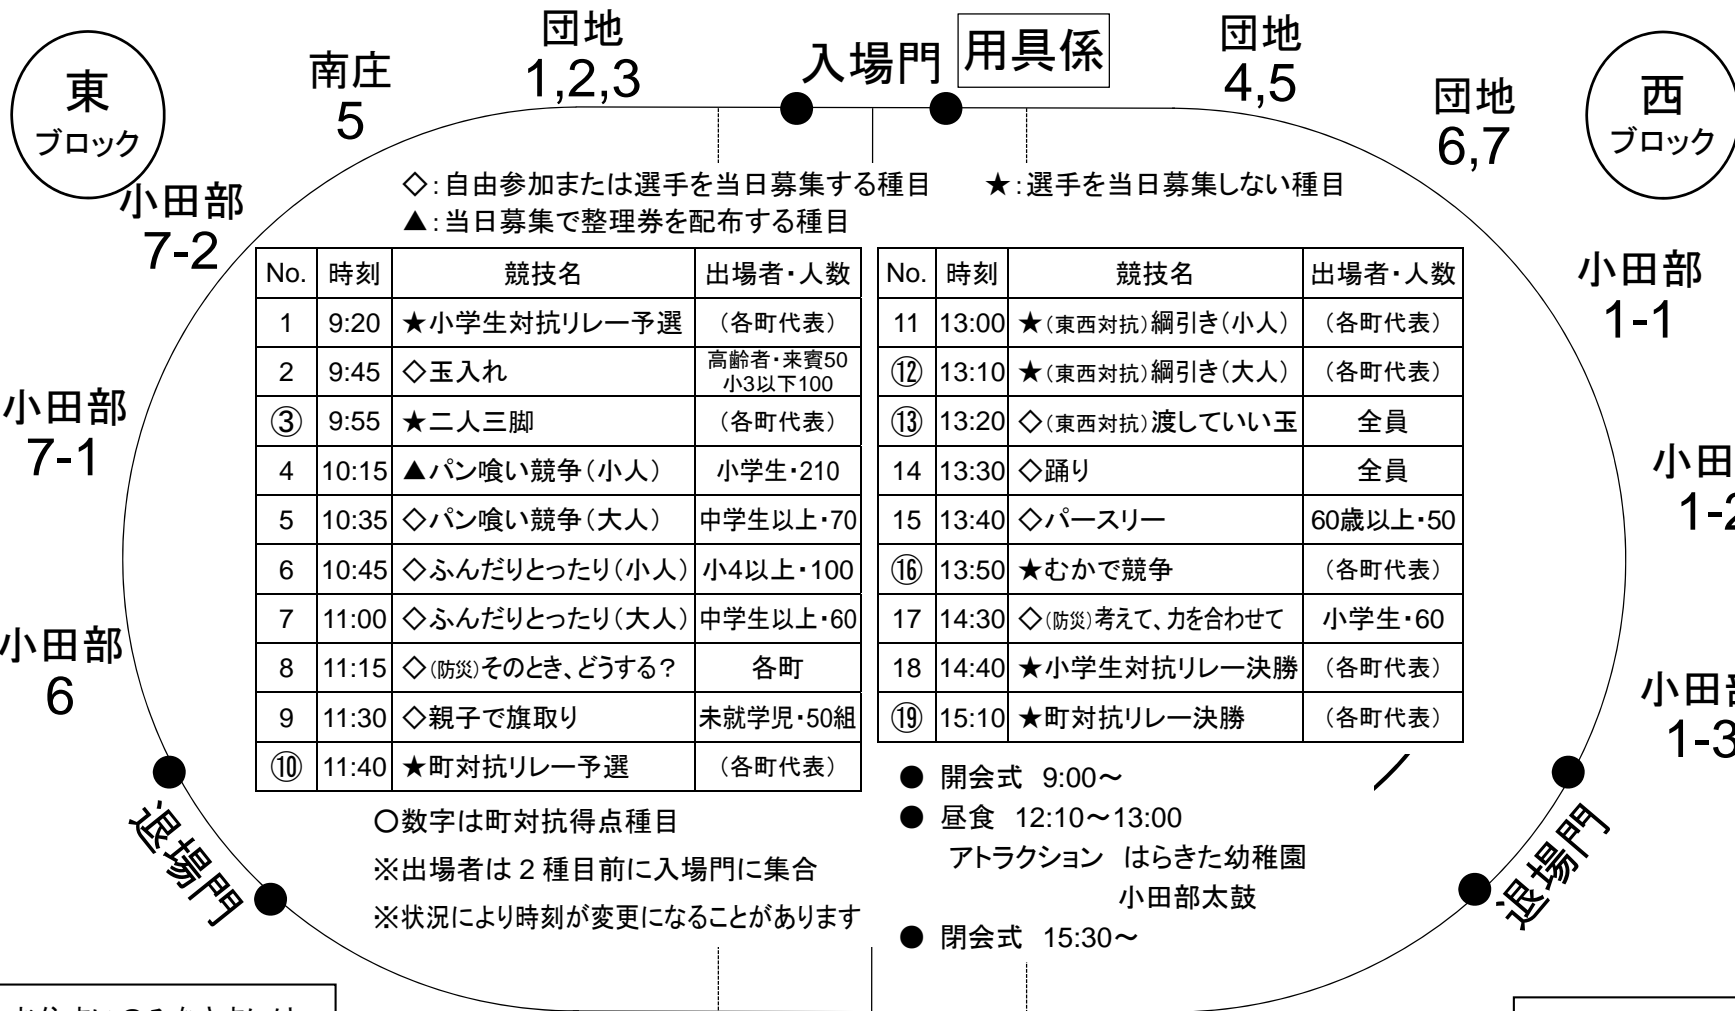 東
ブロック
南庄
5
団地
1,2,3
入場門
用具係
団地
4,5
団地
6,7
西
ブロック
小田部
7-2
小田部
7-1
小田部
6
小田部
1-1
小田
1-2
小田部
1-3
◇:自由参加または選手を当日募集する種目 ★:選手を当日募集しない種目
▲:当日募集で整理券を配布する種目
No. 時刻 競技名 出場者・人数
1 9:20 ★小学生対抗リレー予選 (各町代表)
2 9:45 ◇玉入れ 高齢者・来賓50 小3以下100
③ 9:55 ★二人三脚 (各町代表)
4 10:15 ▲パン喰い競争(小人) 小学生・210
5 10:35 ◇パン喰い競争(大人) 中学生以上・70
6 10:45 ◇ふんだりとったり(小人) 小4以上・100
7 11:00 ◇ふんだりとったり(大人) 中学生以上・60
8 11:15 ◇(防災)そのとき、どうする? 各町
9 11:30 ◇親子で旗取り 未就学児・50組
⑩ 11:40 ★町対抗リレー予選 (各町代表)
No. 時刻 競技名 出場者・人数
11 13:00 ★(東西対抗)綱引き(小人) (各町代表)
⑫ 13:10 ★(東西対抗)綱引き(大人) (各町代表)
⑬ 13:20 ◇(東西対抗)渡していい玉 全員
14 13:30 ◇踊り 全員
15 13:40 ◇パースリー 60歳以上・50
⑯ 13:50 ★むかで競争 (各町代表)
17 14:30 ◇(防災)考えて、力を合わせて 小学生・60
18 14:40 ★小学生対抗リレー決勝 (各町代表)
⑲ 15:10 ★町対抗リレー決勝 (各町代表)
〇数字は町対抗得点種目
※出場者は2種目前に入場門に集合
※状況により時刻が変更になることがあります
● 開会式 9:00~
● 昼食 12:10~13:00
アトラクション はらきた幼稚園
小田部太鼓
● 閉会式 15:30~
退場門
退場門